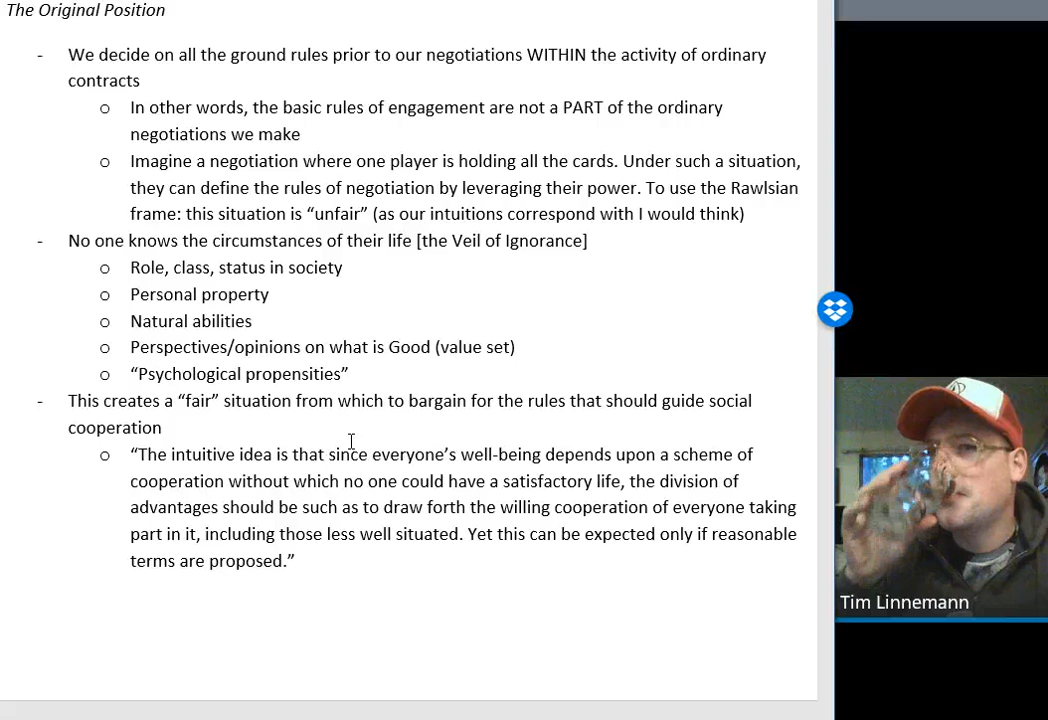 The Original Position
- We decide on all the ground rules prior to our negotiations WITHIN the activity of ordinary
contracts
o In other words, the basic rules of engagement are not a PART of the ordinary
negotiations we make
o Imagine a negotiation where one player is holding all the cards. Under such a situation,
they can define the rules of negotiation by leveraging their power. To use the Rawlsian
frame: this situation is “unfair” (as our intuitions correspond with I would think)
- No one knows the circumstances of their life [the Veil of Ignorance]
o Role, class, status in society
o Personal property
o Natural abilities
o Perspectives/opinions on what is Good (value set)
o “Psychological propensities”
- This creates a “fair” situation from which to bargain for the rules that should guide social
cooperation
o “The intuitive idea is that since everyone’s well-being depends upon a scheme of
cooperation without which no one could have a satisfactory life, the division of
advantages should be such as to draw forth the willing cooperation of everyone taking
part in it, including those less well situated. Yet this can be expected only if reasonable
terms are proposed.”
Tim Linnemann